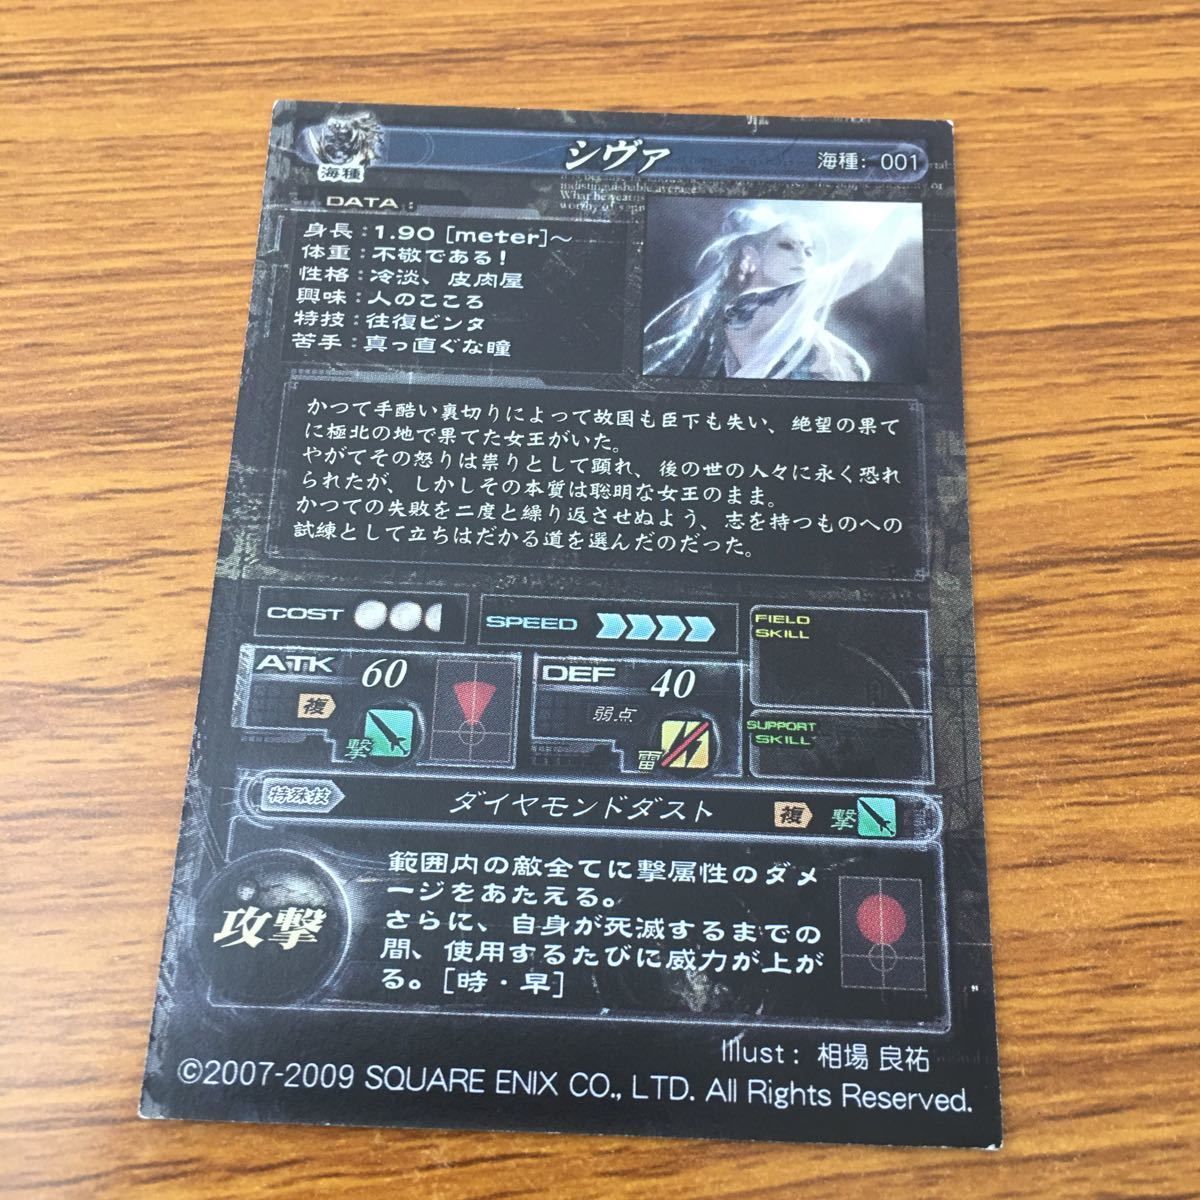 シヴァ
海種: 001
海種
indistinguishable average
DATA
身長：1.90 [meter]～
体重：不敬である！
性格：冷淡、皮肉屋
興味：人のこころ
特技：往復ビンタ
苦手：真っ直ぐな瞳
かつて手酷い裏切りによって故国も臣下も失い、絶望の果て
に極北の地で果てた女王がいた。
やがてその怒りは祟りとして顕れ、後の世の人々に永く恐れ
られたが、しかしその本質は聡明な女王のまま。
かつての失敗を二度と繰り返させぬよう、志を持つものへの
試練として立ちはだかる道を選んだのだった。
COST
SPEED
FIELD
SKILL
ATK 60
複
撃
DEF 40
弱点
雷
SUPPORT
SKILL
特殊技
ダイヤモンドダスト
複
撃
攻撃
範囲内の敵全てに撃属性のダメ
ージをあたえる。
さらに、自身が死滅するまでの
間、使用するたびに威力が上が
る。[時・早]
Illust : 相場 良祐
©2007-2009 SQUARE ENIX CO., LTD. All Rights Reserved.